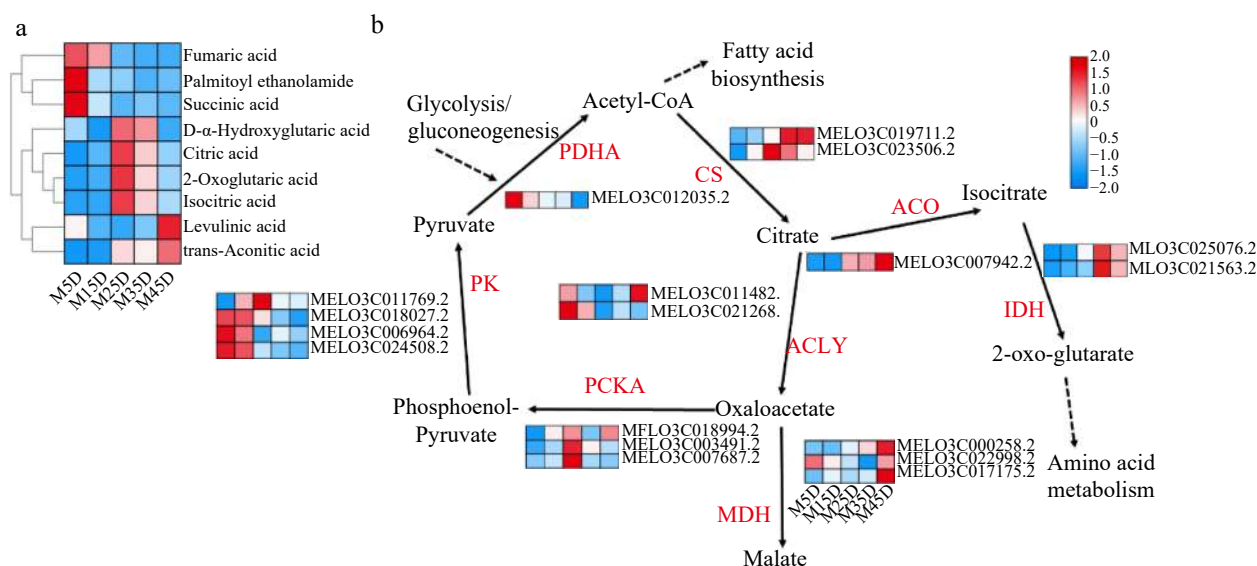 a
Fumaric acid
Palmitoyl ethanolamide
Succinic acid
D-α-Hydroxyglutaric acid
Citric acid
2-Oxoglutaric acid
Isocitric acid
Levulinic acid
trans-Aconitic acid
M5D
M15D
M25D
M35D
M45D
b
Fatty acid
biosynthesis
Acetyl-CoA
Glycolysis/
gluconeogenesis
PDHA
MELO3C012035.2
Pyruvate
CS
MELO3C019711.2
MELO3C023506.2
Citrate
ACO
Isocitrate
MELO3C007942.2
MLO3C025076.2
MLO3C021563.2
IDH
2-oxo-glutarate
Amino acid
metabolism
PK
MELO3C011769.2
MELO3C018027.2
MELO3C006964.2
MELO3C024508.2
MELO3C011482.
MELO3C021268.
ACLY
PCKA
Phosphoenol-
Pyruvate
Oxaloacetate
MFLO3C018994.2
MELO3C003491.2
MELO3C007687.2
MELO3C000258.2
MELO3C022998.2
MELO3C017175.2
M5D
M15D
M25D
M35D
M45D
MDH
Malate
2.0
1.5
1.0
0.5
0
−0.5
−1.0
−1.5
−2.0